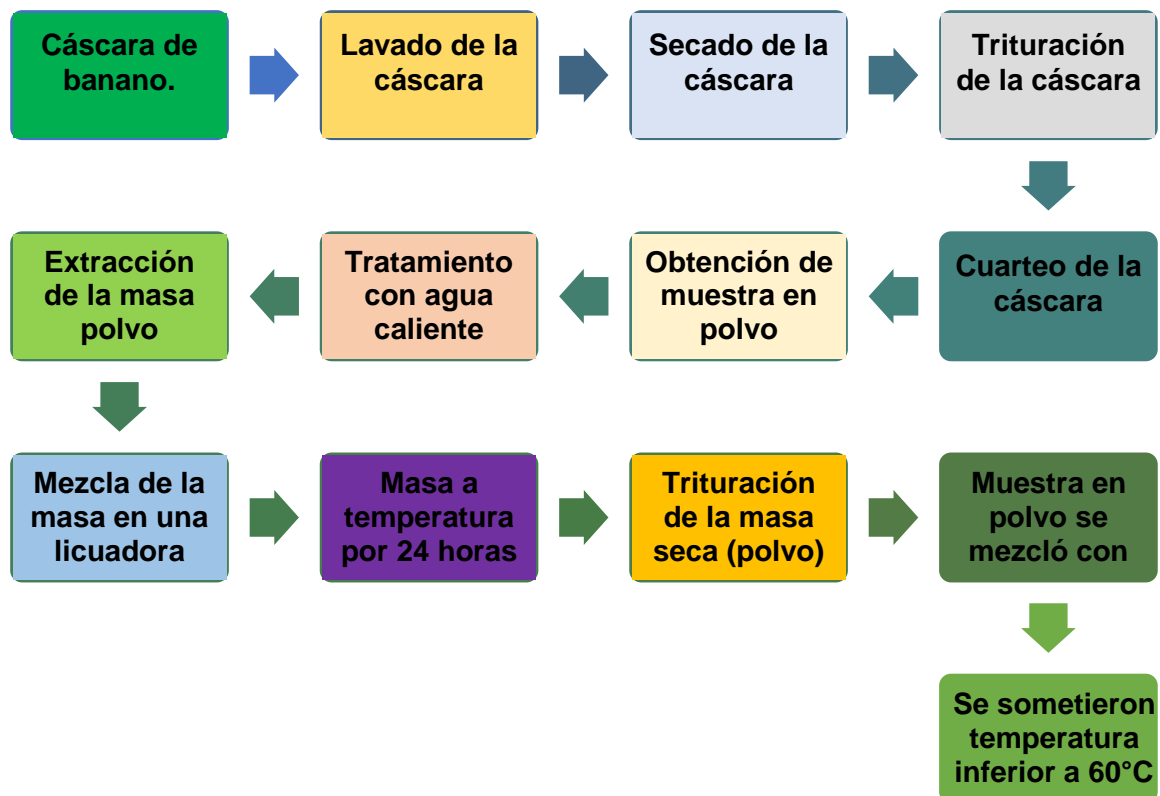 Cáscara de
banano.
Lavado de la
cáscara
Secado de la
cáscara
Trituración
de la cáscara
Cuarteo de la
cáscara
Obtención de
muestra en
polvo
Tratamiento
con agua
caliente
Extracción
de la masa
polvo
Mezcla de la
masa en una
licuadora
Masa a
temperatura
por 24 horas
Trituración
de la masa
seca (polvo)
Muestra en
polvo se
mezcló con
Se sometieron
temperatura
inferior a 60°C